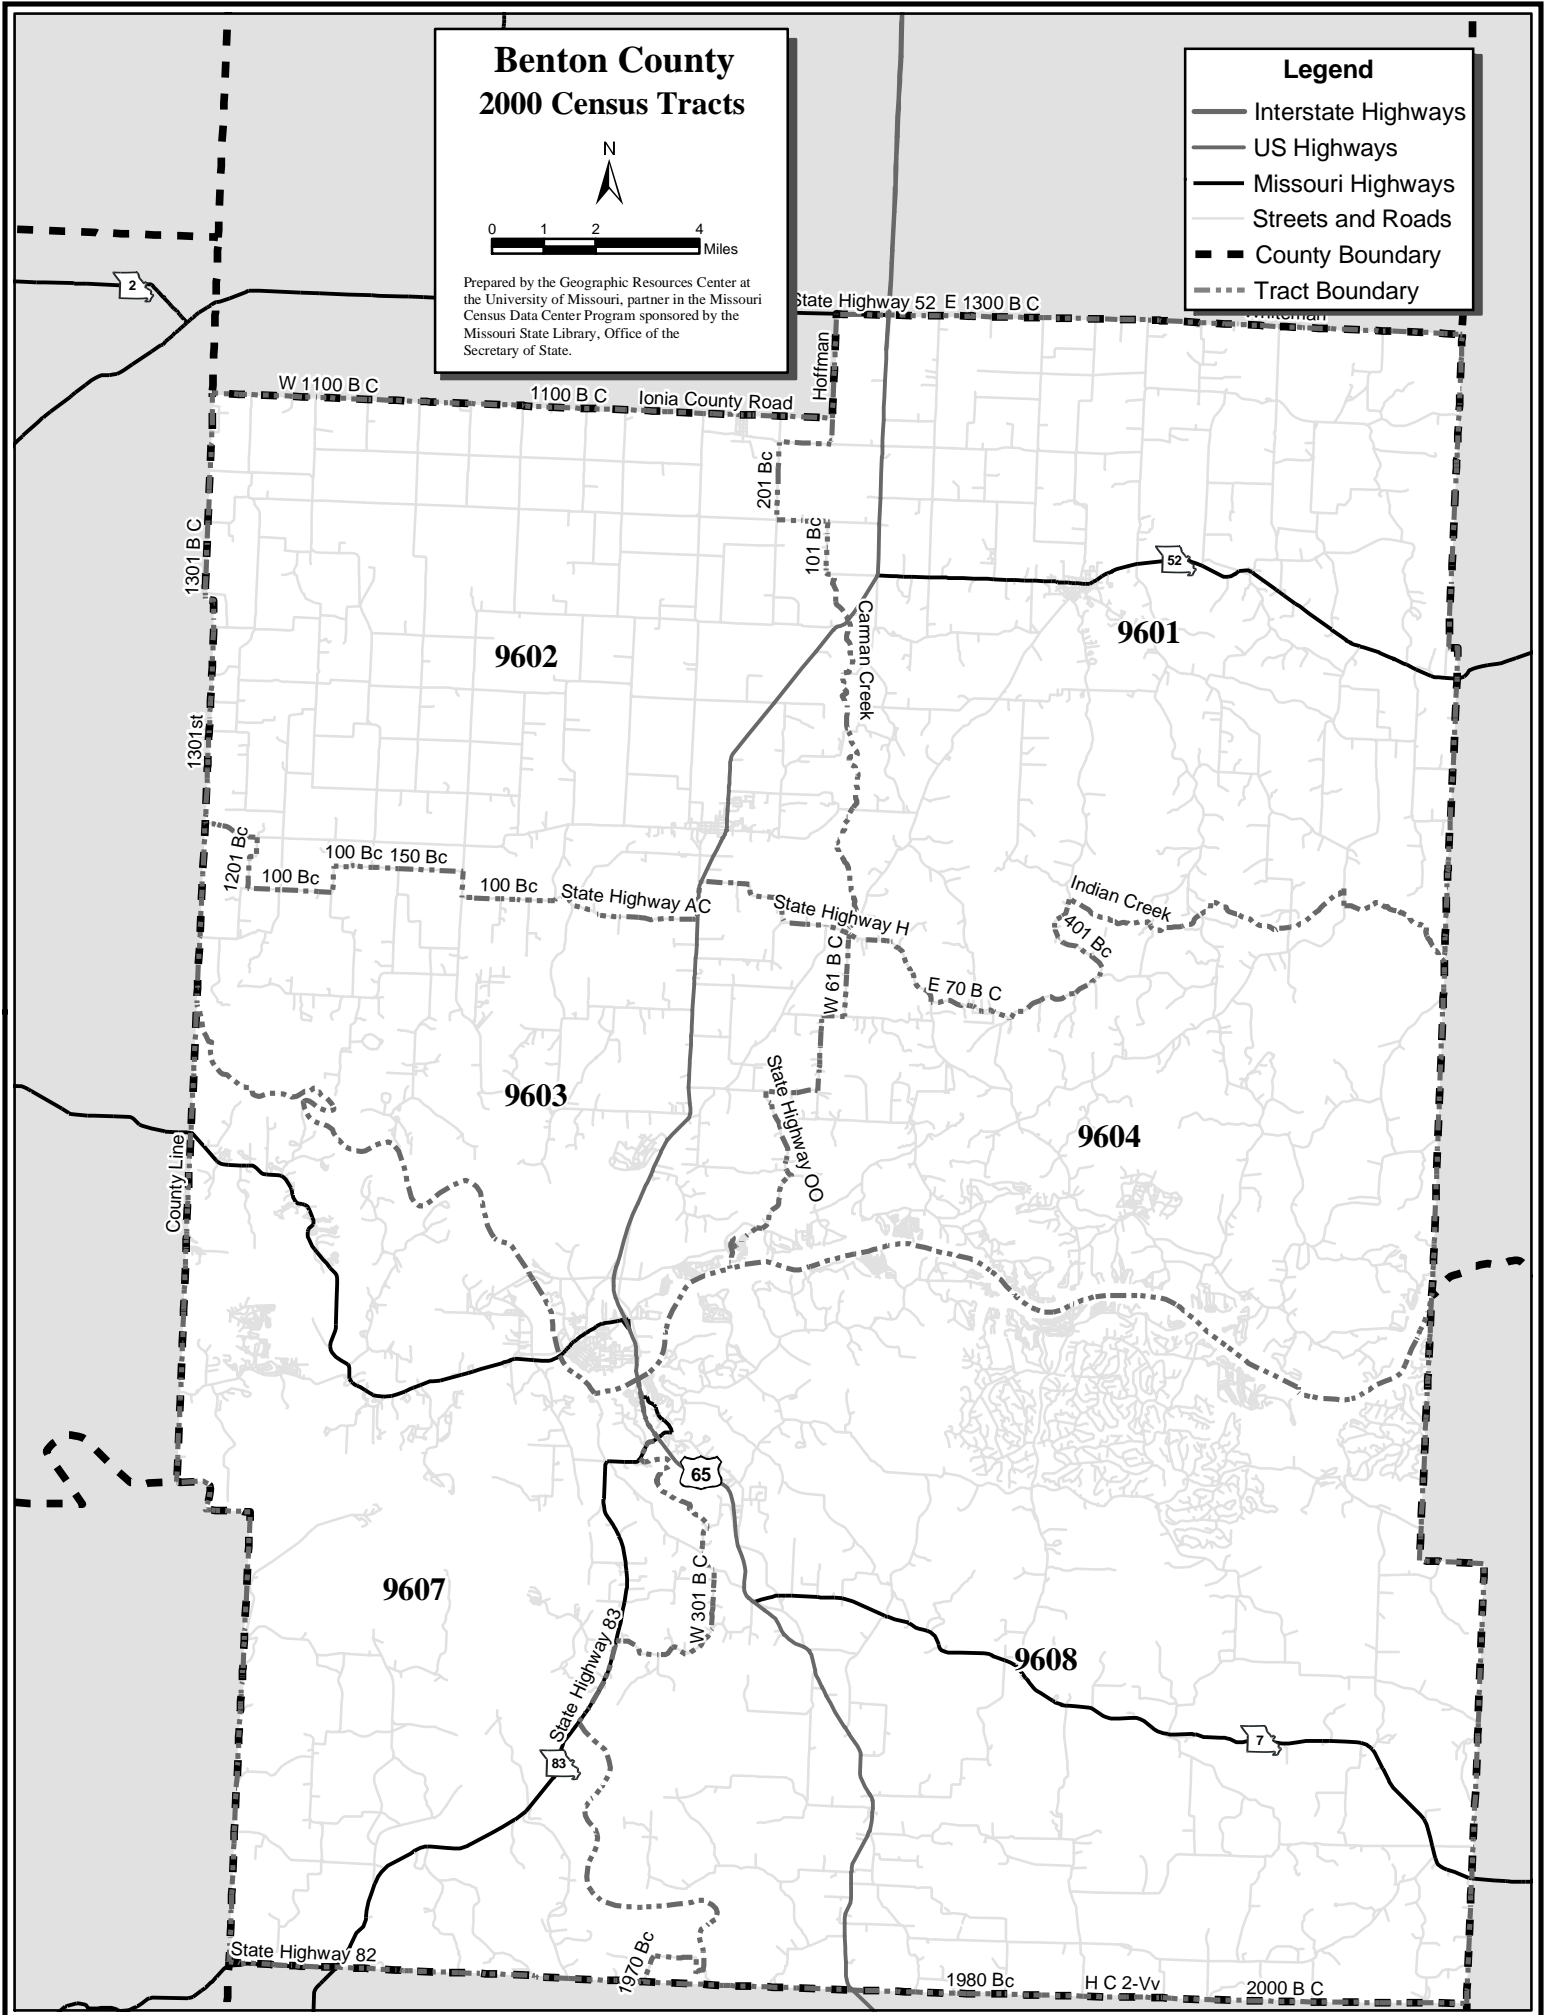 Benton County
2000 Census Tracts
N
0 1 2 4
Miles
Prepared by the Geographic Resources Center at
the University of Missouri, partner in the Missouri
Census Data Center Program sponsored by the
Missouri State Library, Office of the
Secretary of State.
Legend
Interstate Highways
US Highways
Missouri Highways
Streets and Roads
County Boundary
Tract Boundary
2
State Highway 52 E 1300 B C
Whiteman
Hoffman
W 1100 B C
1100 B C
Ionia County Road
201 Bc
101 Bc
1301 B C
52
Carman Creek
9601
9602
1301st
1201 Bc
100 Bc
100 Bc 150 Bc
100 Bc
State Highway AC
State Highway H
Indian Creek
401 Bc
W 61 B C
E 70 B C
State Highway OO
9603
9604
County Line
65
W 301 B C
9607
State Highway 83
9608
83
7
State Highway 82
1970 Bc
1980 Bc
H C 2-Vv
2000 B C